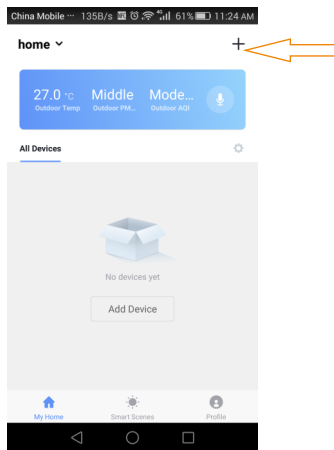 China Mobile ··· 135B/s 61% 11:24 AM
home
27.0 °C Middle Mode...
Outdoor Temp Outdoor PM... Outdoor AQI
All Devices
No devices yet
Add Device
My Home Smart Scenes Profile